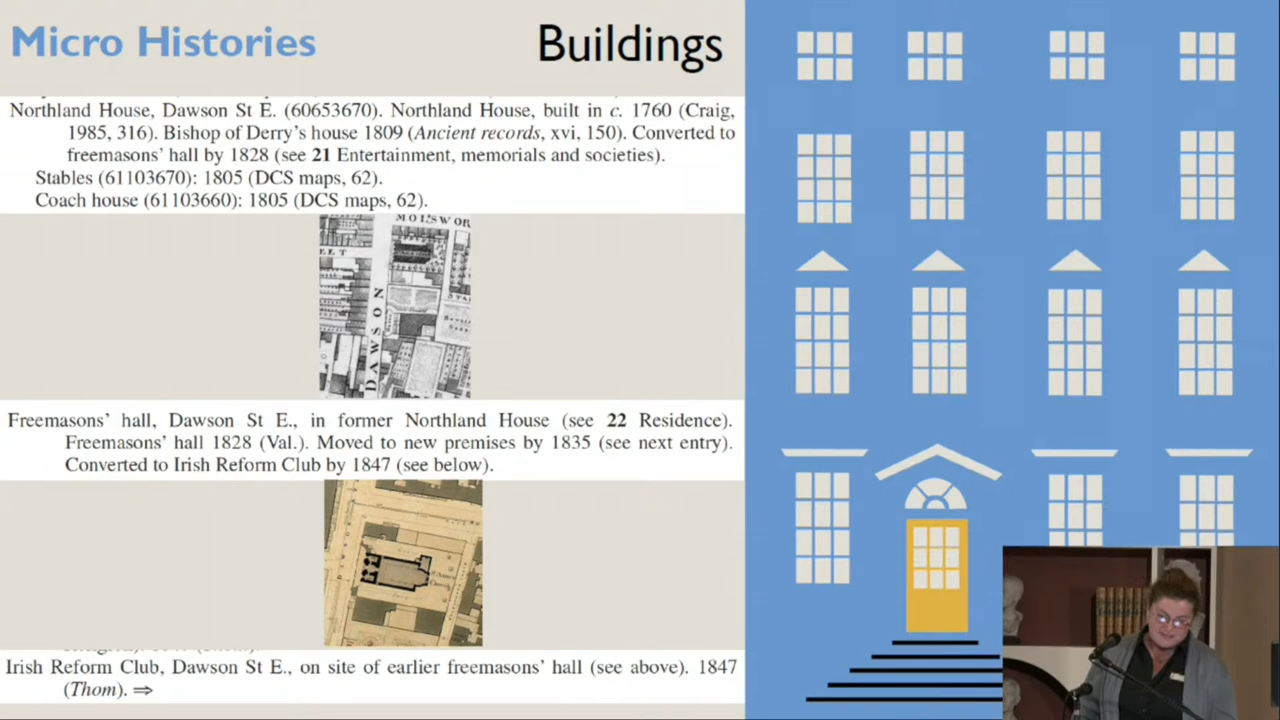 Micro Histories
Buildings
Northland House, Dawson St E. (60653670). Northland House, built in c. 1760 (Craig,
1985, 316). Bishop of Derry's house 1809 (Ancient records, xvi, 150). Converted to
freemasons' hall by 1828 (see 21 Entertainment, memorials and societies).
Stables (61103670): 1805 (DCS maps, 62).
Coach house (61103660): 1805 (DCS maps, 62).
MOLSWOR
DAWSON
Freemasons' hall, Dawson St E., in former Northland House (see 22 Residence).
Freemasons' hall 1828 (Val.). Moved to new premises by 1835 (see next entry).
Converted to Irish Reform Club by 1847 (see below).
Irish Reform Club, Dawson St E., on site of earlier freemasons' hall (see above). 1847
(Thom). ⇒